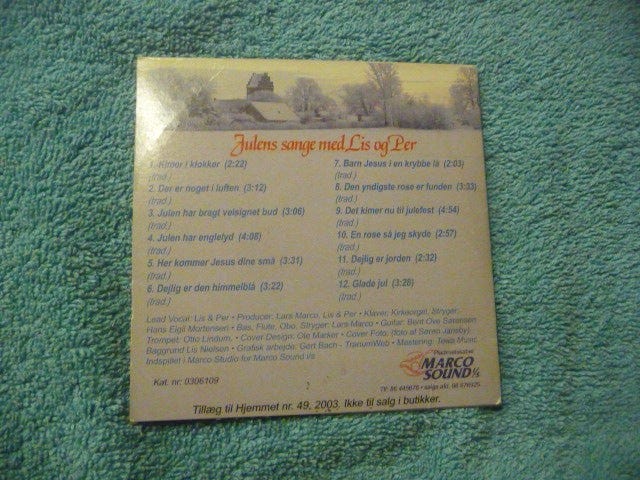 Julens sange med Lis og Per
1. Kimer i klokker (2:22)
(trad.)
2. Der er noget i luften (3:12)
(trad.)
3. Julen har bragt velsignet bud (3:06)
(trad.)
4. Julen har englelyd (4:08)
(trad.)
5. Her kommer Jesus dine små (3:31)
(trad.)
6. Dejlig er den himmelblå (3:22)
(trad.)
7. Barn Jesus i en krybbe lå (2:03)
(trad.)
8. Den yndigste rose er funden (3:33)
(trad.)
9. Det kimer nu til julefest (4:54)
(trad.)
10. En rose så jeg skyde (2:57)
(trad.)
11. Dejlig er jorden (2:32)
(trad.)
12. Glade jul (3:28)
(trad.)
Lead Vocal: Lis & Per • Producer: Lars Marco, Lis & Per • Klaver, Kirkeorgel, Stryger:
Hans Eigil Mortensen • Bas, Flute, Obo, Stryger: Lars Marco • Guitar: Bent Ove Sørensen
Trompet: Otto Lindum, • Cover Design: Ole Marker • Cover Foto: (foto af Søren Jansby)
Baggrund Lis Nielsen • Grafisk arbejde: Gert Bach - TranumWeb • Mastering: Tewa Music
Indspillet i Marco Studio for Marco Sound I/s
Pladeselskabet
MARCO
SOUND I/S
Kat. nr. 0306109
Tillæg til Hjemmet nr. 49, 2003. Ikke til salg i butikker.